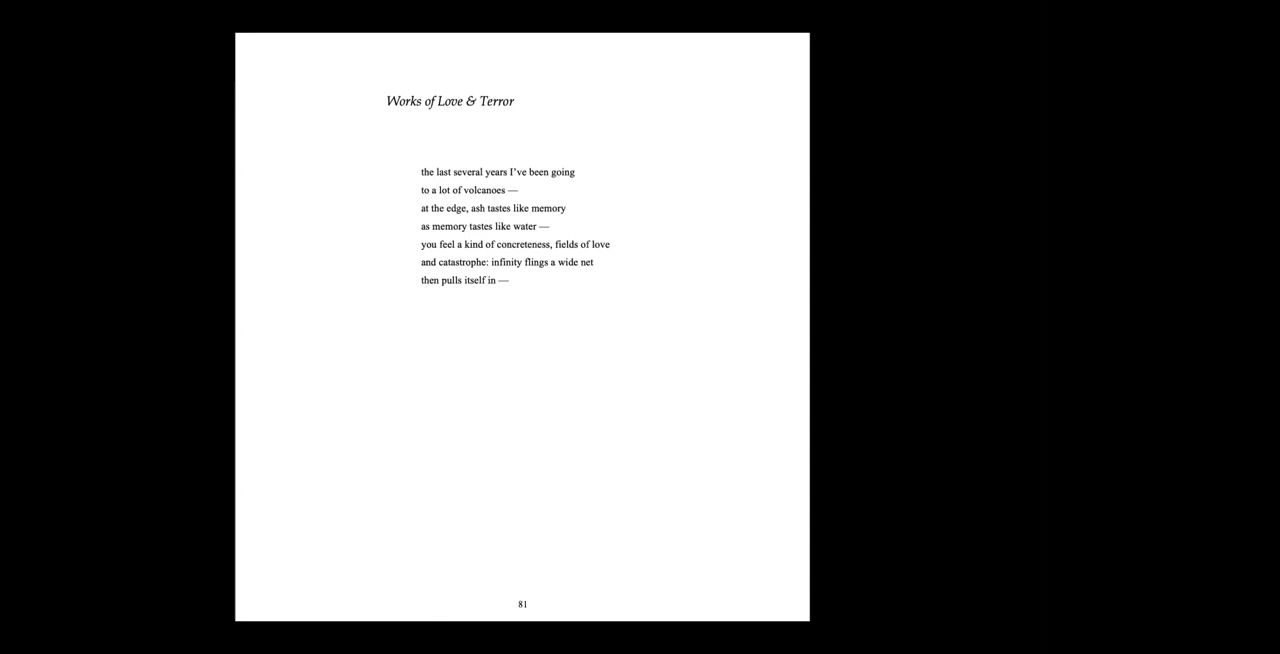 Works of Love & Terror
the last several years I’ve been going
to a lot of volcanoes —
at the edge, ash tastes like memory
as memory tastes like water —
you feel a kind of concreteness, fields of love
and catastrophe: infinity flings a wide net
then pulls itself in —
81